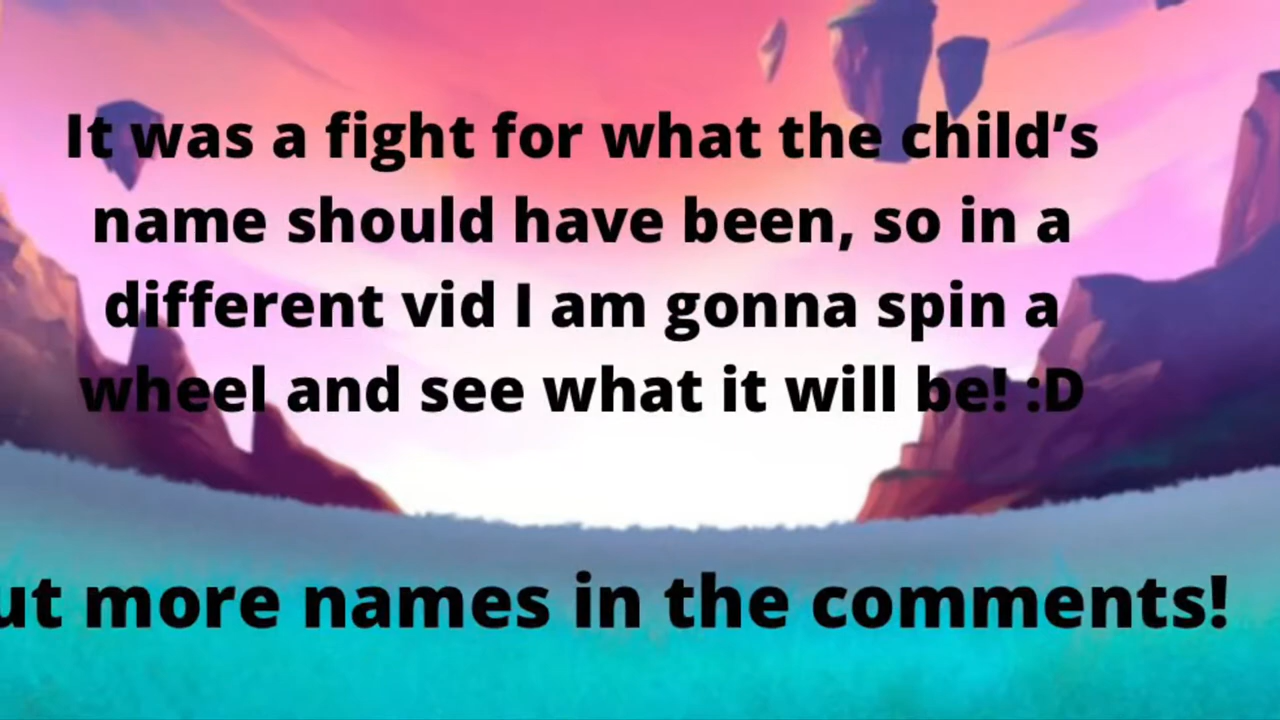 It was a fight for what the child’s
name should have been, so in a
different vid I am gonna spin a
wheel and see what it will be! :D
ut more names in the comments!